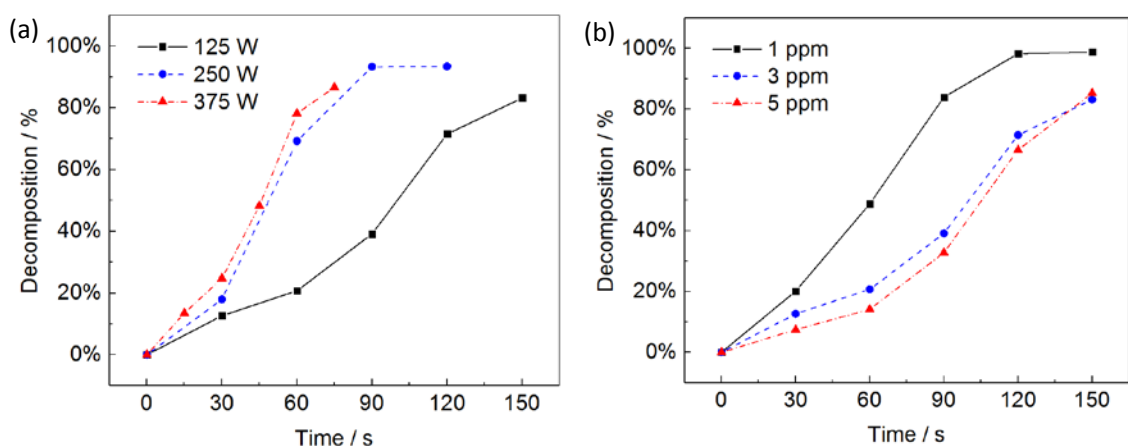 (a)
125 W
250 W
375 W
100%
80%
60%
40%
20%
0%
Decomposition / %
0 30 60 90 120 150
Time / s
(b)
1 ppm
3 ppm
5 ppm
100%
80%
60%
40%
20%
0%
Decomposition / %
0 30 60 90 120 150
Time / s